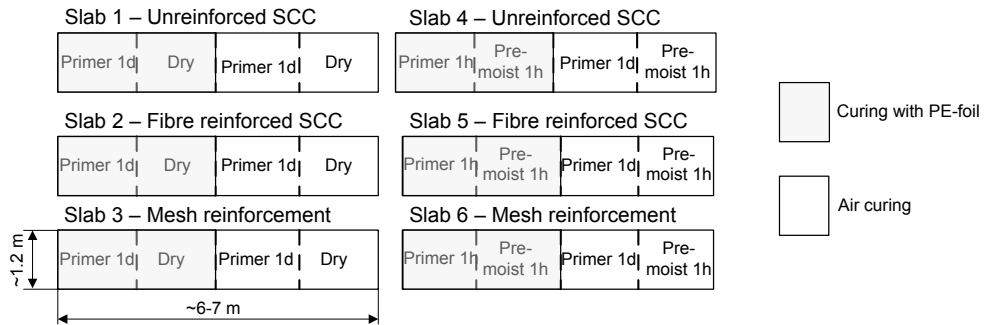 Slab 1 – Unreinforced SCC
Primer 1d
Dry
Primer 1d
Dry
Slab 4 – Unreinforced SCC
Primer 1h
Pre-
moist 1h
Primer 1d
Pre-
moist 1h
Slab 2 – Fibre reinforced SCC
Primer 1d
Dry
Primer 1d
Dry
Slab 5 – Fibre reinforced SCC
Primer 1h
Pre-
moist 1h
Primer 1d
Pre-
moist 1h
Slab 3 – Mesh reinforcement
Primer 1d
Dry
Primer 1d
Dry
~1.2 m
~6-7 m
Slab 6 – Mesh reinforcement
Primer 1h
Pre-
moist 1h
Primer 1d
Pre-
moist 1h
Curing with PE-foil
Air curing